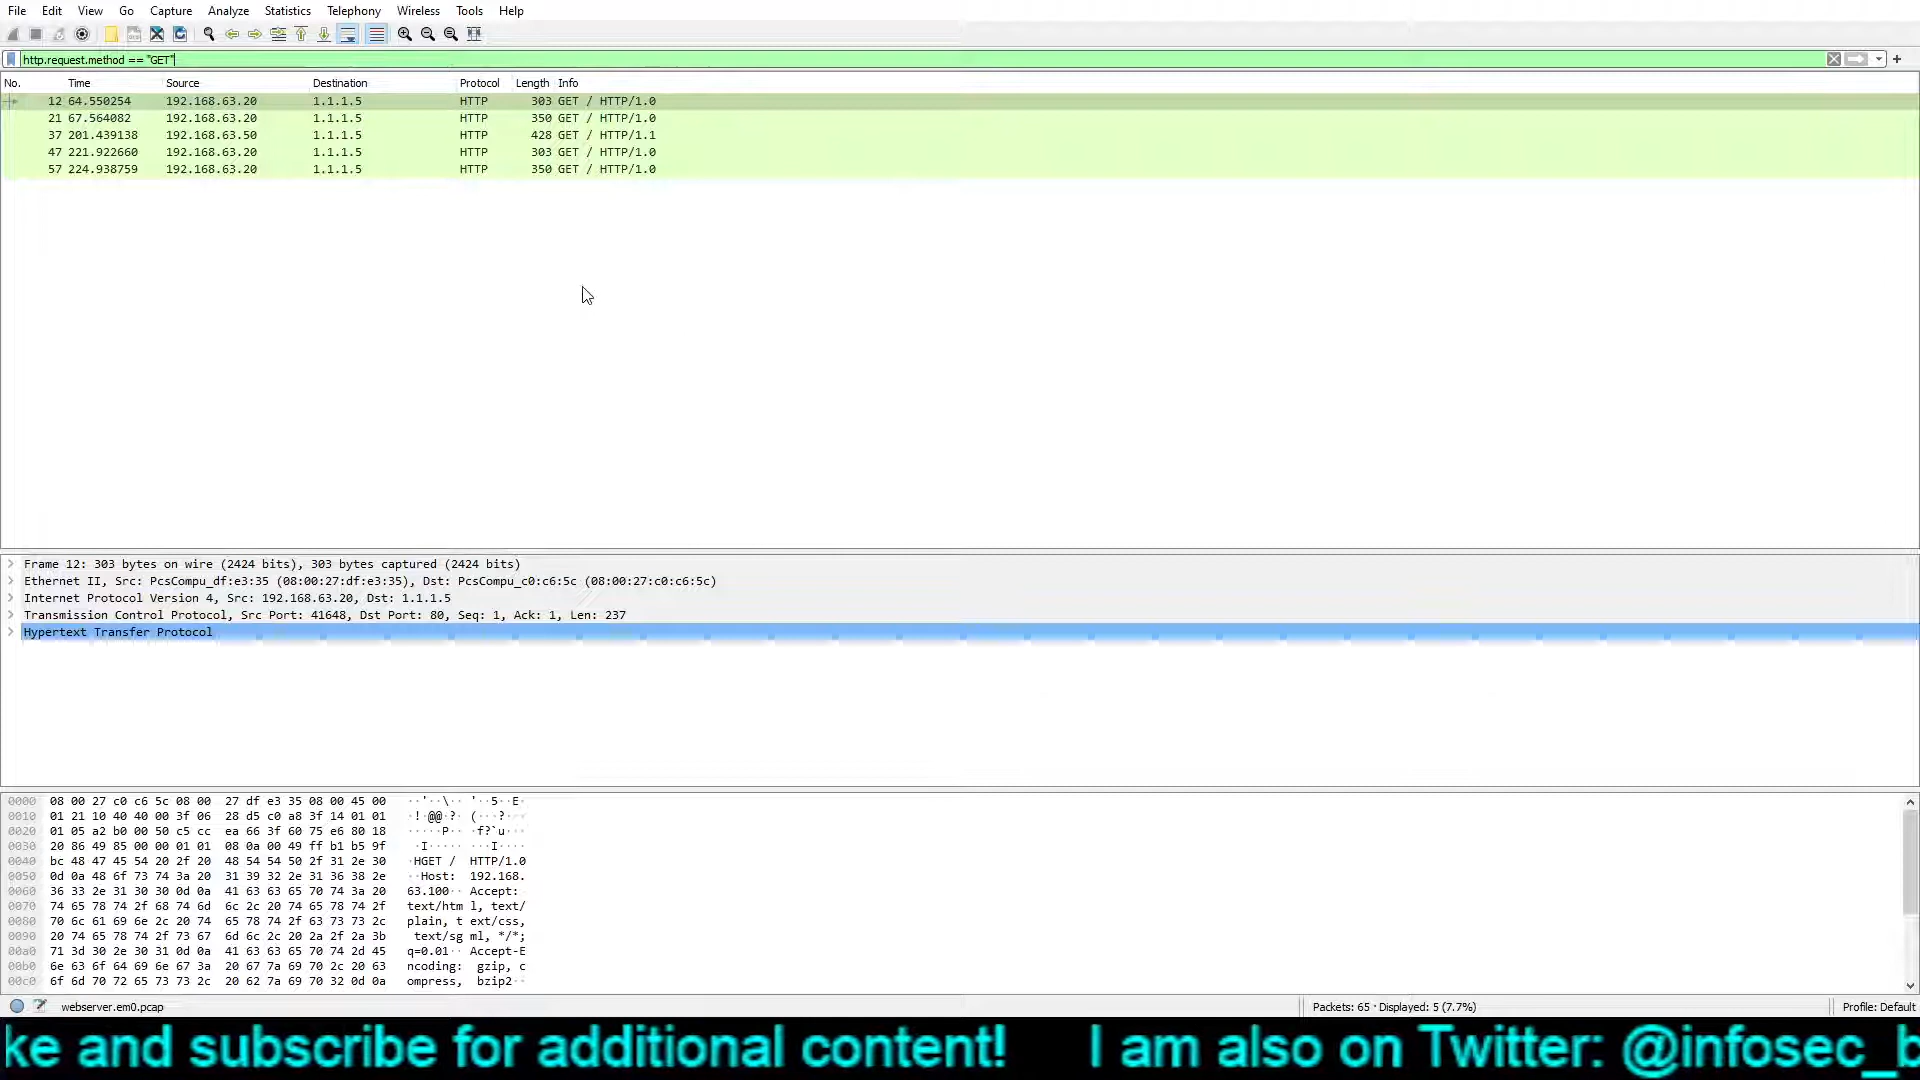 File Edit View Go Capture Analyze Statistics Telephony Wireless Tools Help
http.request.method == "GET"
No. Time Source Destination Protocol Length Info
12 64.550254 192.168.63.20 1.1.1.5 HTTP 303 GET / HTTP/1.0
21 67.564082 192.168.63.20 1.1.1.5 HTTP 350 GET / HTTP/1.0
37 201.439138 192.168.63.50 1.1.1.5 HTTP 428 GET / HTTP/1.1
47 221.922660 192.168.63.20 1.1.1.5 HTTP 303 GET / HTTP/1.0
57 224.938759 192.168.63.20 1.1.1.5 HTTP 350 GET / HTTP/1.0
Frame 12: 303 bytes on wire (2424 bits), 303 bytes captured (2424 bits)
Ethernet II, Src: PcsCompu_df:e3:35 (08:00:27:df:e3:35), Dst: PcsCompu_c0:c6:5c (08:00:27:c0:c6:5c)
Internet Protocol Version 4, Src: 192.168.63.20, Dst: 1.1.1.5
Transmission Control Protocol, Src Port: 41648, Dst Port: 80, Seq: 1, Ack: 1, Len: 237
Hypertext Transfer Protocol
0000 08 00 27 c0 c6 5c 08 00 27 df e3 35 08 00 45 00 ··'··\·· '··5··E·
0010 01 21 10 40 40 00 3f 06 28 d5 c0 a8 3f 14 01 01 ·!·@@·?· (···?···
0020 01 05 a2 b0 00 50 c5 cc ea 66 3f 60 75 e6 80 18 ·····P·· ·f?`u···
0030 20 86 49 85 00 00 01 01 08 0a 00 49 ff b1 b5 9f ·I····· ···I····
0040 bc 48 47 45 54 20 2f 20 48 54 54 50 2f 31 2e 30 ·HGET / HTTP/1.0
0050 0d 0a 48 6f 73 74 3a 20 31 39 32 2e 31 36 38 2e ··Host: 192.168.
0060 36 33 2e 31 30 30 0d 0a 41 63 63 65 70 74 3a 20 63.100·· Accept:
0070 74 65 78 74 2f 68 74 6d 6c 2c 20 74 65 78 74 2f text/htm l, text/
0080 70 6c 61 69 6e 2c 20 74 65 78 74 2f 63 73 73 2c plain, t ext/css,
0090 20 74 65 78 74 2f 73 67 6d 6c 2c 20 2a 2f 2a 3b text/sg ml, */*;
00a0 71 3d 30 2e 30 31 0d 0a 41 63 63 65 70 74 2d 45 q=0.01·· Accept-E
00b0 6e 63 6f 64 69 6e 67 3a 20 67 7a 69 70 2c 20 63 ncoding: gzip, c
00c0 6f 6d 70 72 65 73 73 2c 20 62 7a 69 70 32 0d 0a ompress, bzip2··
webserver.em0.pcap Packets: 65 · Displayed: 5 (7.7%) Profile: Default
ke and subscribe for additional content! I am also on Twitter: @infosec_b